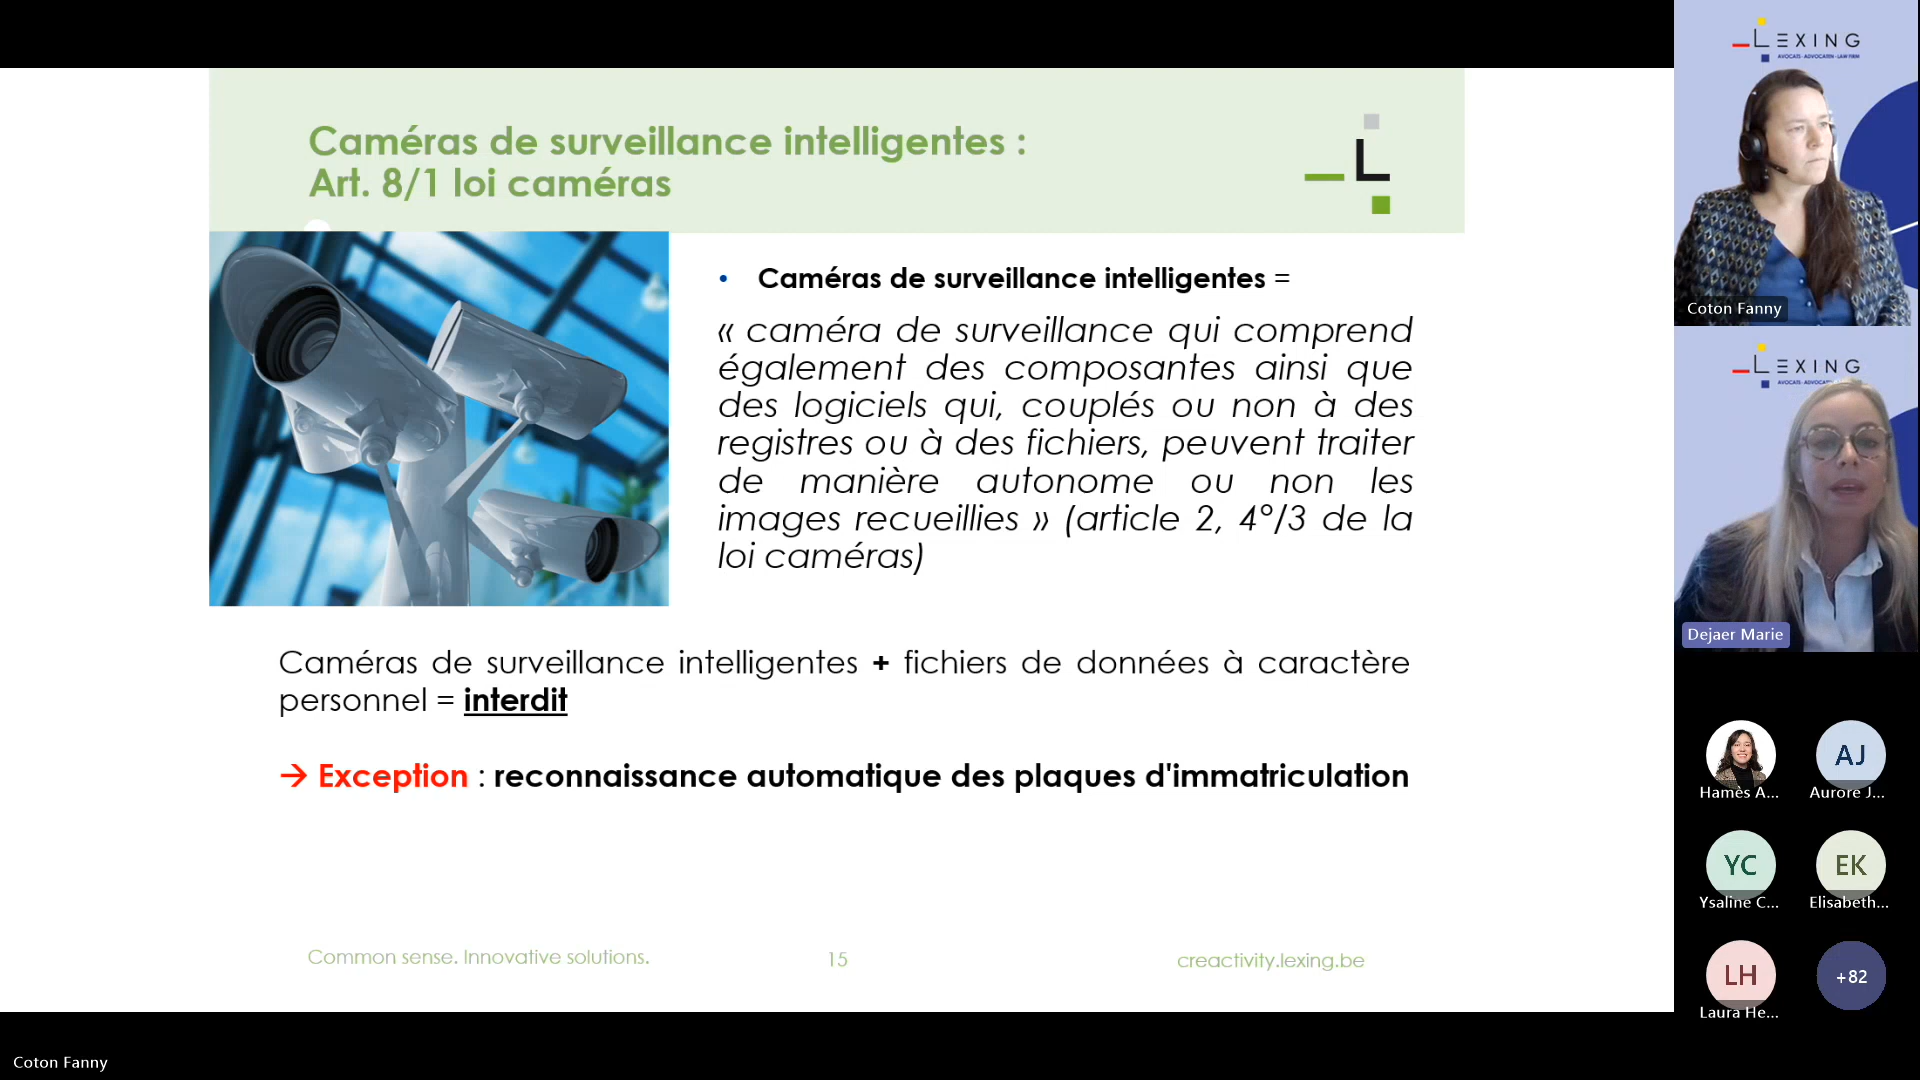 Caméras de surveillance intelligentes :
Art. 8/1 loi caméras
L
• Caméras de surveillance intelligentes =
« caméra de surveillance qui comprend
également des composantes ainsi que
des logiciels qui, couplés ou non à des
registres ou à des fichiers, peuvent traiter
de manière autonome ou non les
images recueillies » (article 2, 4°/3 de la
loi caméras)
Caméras de surveillance intelligentes + fichiers de données à caractère
personnel = interdit
→ Exception : reconnaissance automatique des plaques d'immatriculation
Common sense. Innovative solutions.
15
creactivity.lexing.be
Coton Fanny
LEXING
AVOCATS - ADVOCATEN - LAW FIRM
Coton Fanny
LEXING
Dejaer Marie
Hamès A...
AJ
Aurore J...
YC
Ysaline C...
EK
Elisabeth...
LH
Laura He...
+82